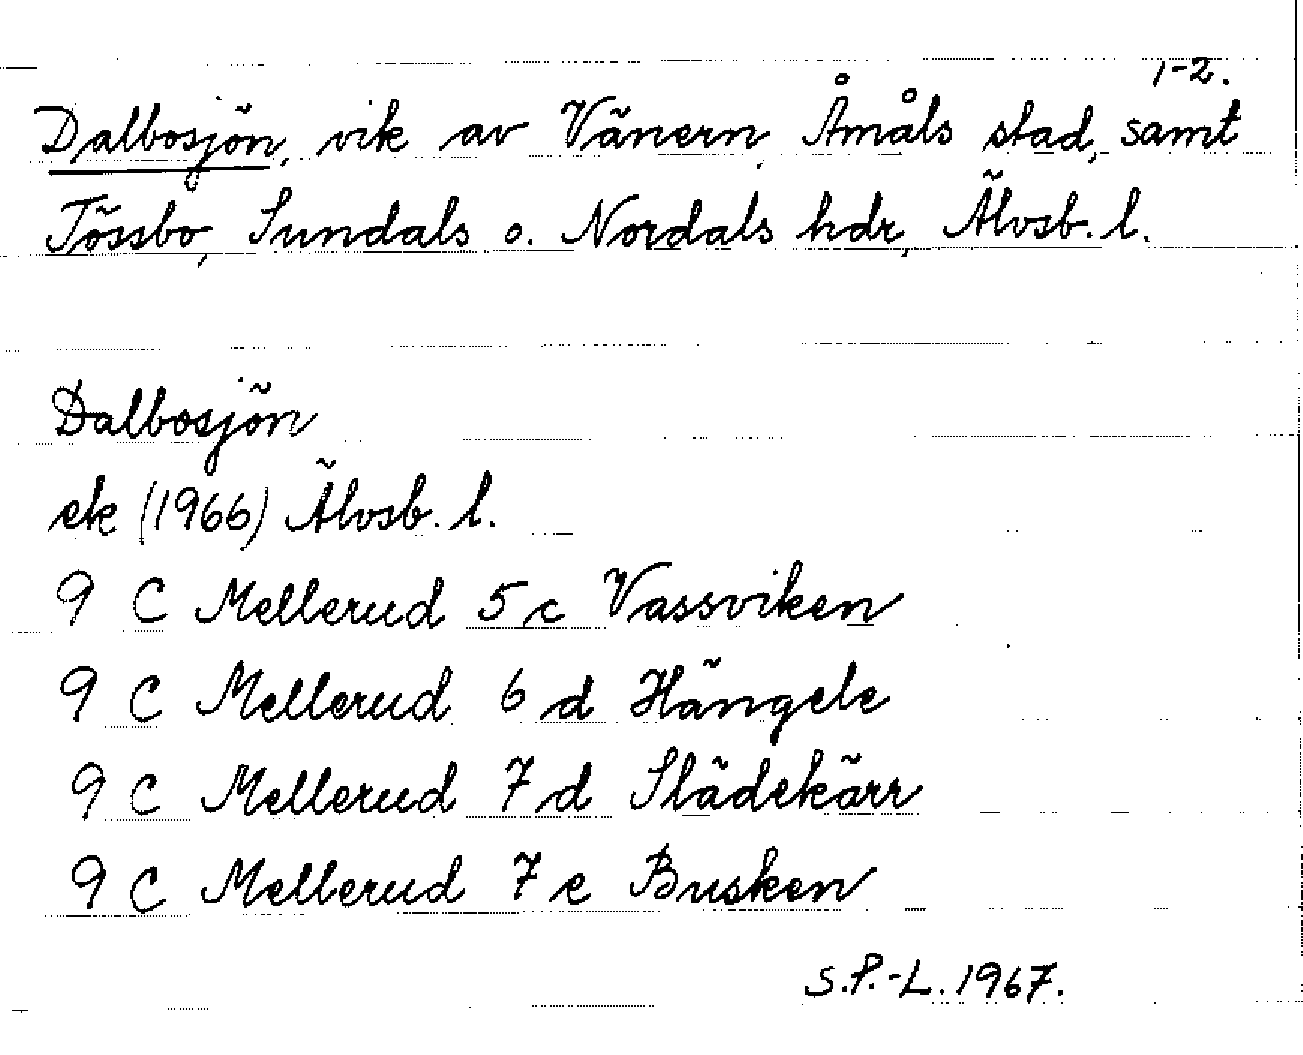 1-2.
Dalbosjön, vik av Vänern, Åmåls stad, samt
Tössbo, Sundals o. Nordals hdr, Älvsb. l.
Dalbosjön
ek (1966) Älvsb. l.
9 C Mellerud 5 c Vassviken
9 C Mellerud 6 d Hängele
9 C Mellerud 7 d Slädekärr
9 C Mellerud 7 e Busken
S.P.-L. 1967.